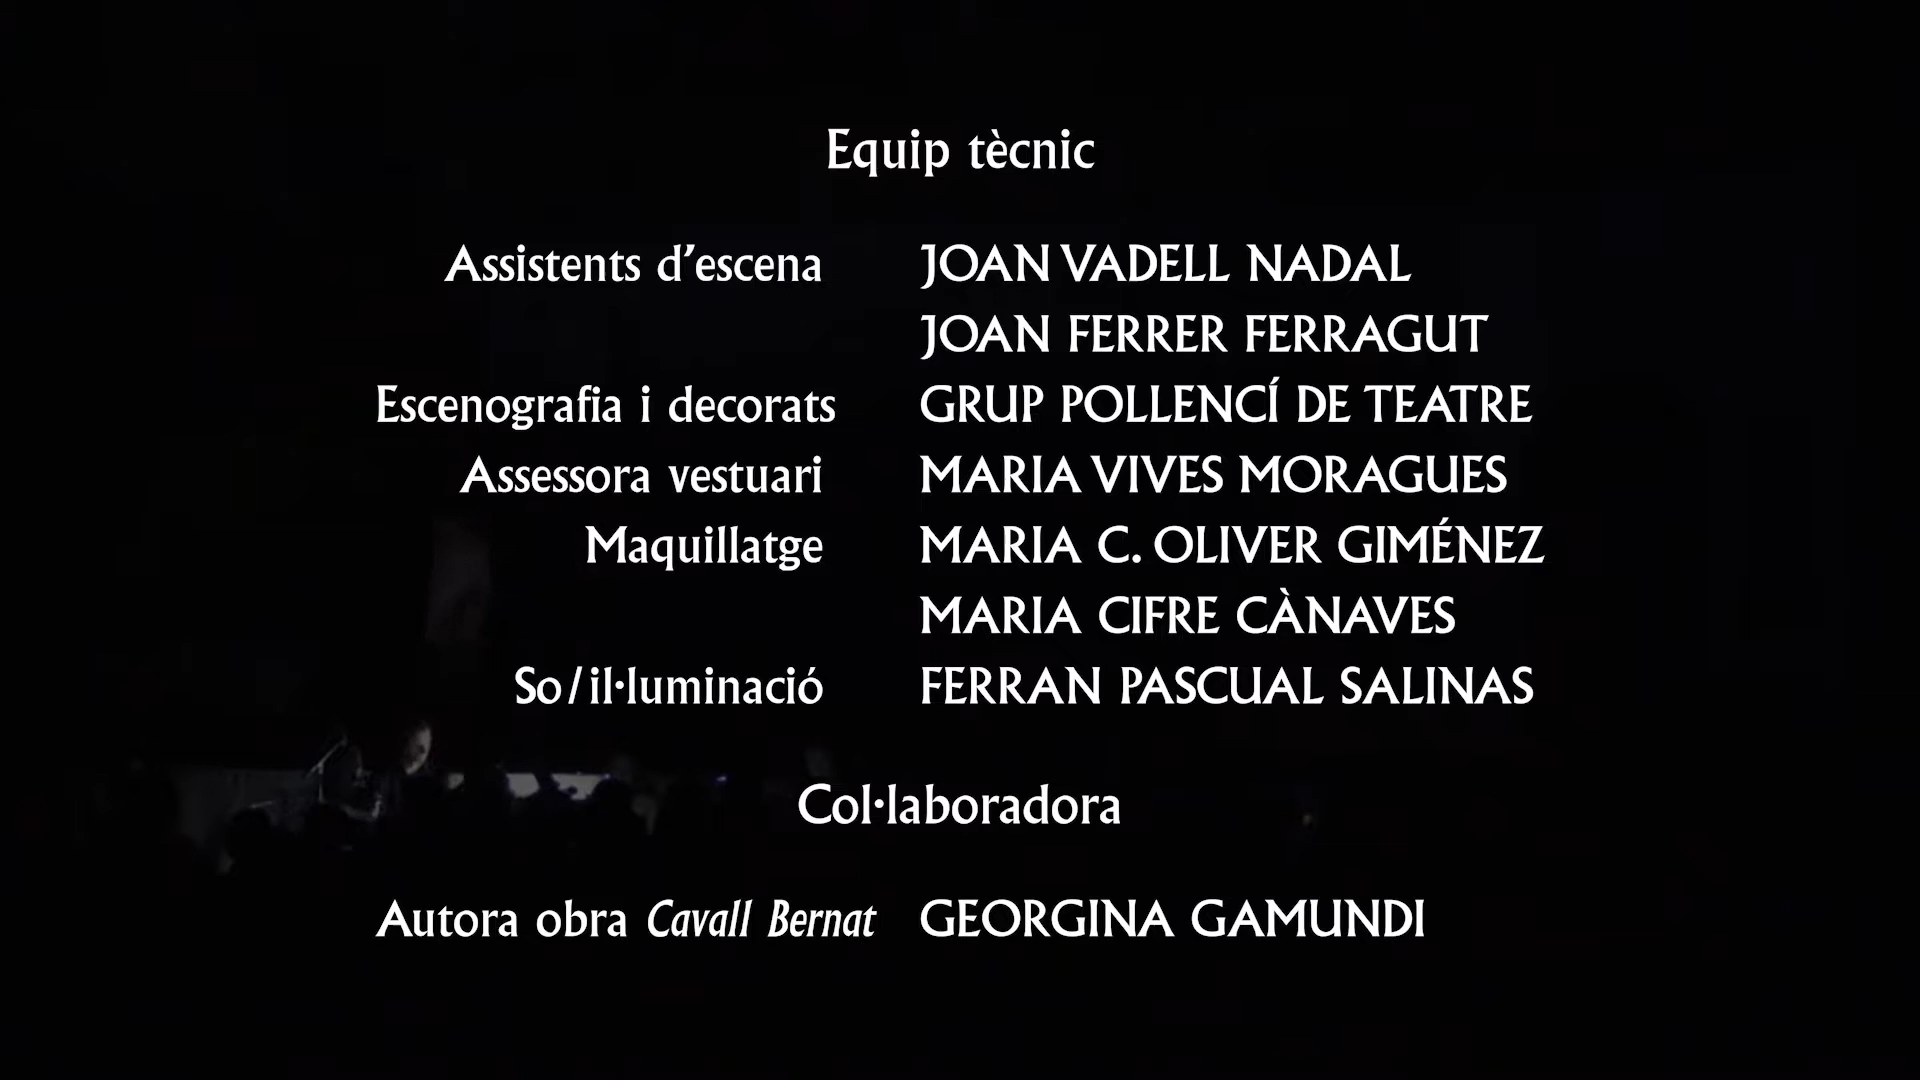 Equip tècnic
Assistents d’escena JOAN VADELL NADAL
JOAN FERRER FERRAGUT
Escenografia i decorats GRUP POLLENCÍ DE TEATRE
Assessora vestuari MARIA VIVES MORAGUES
Maquillatge MARIA C. OLIVER GIMÉNEZ
MARIA CIFRE CÀNAVES
So/il·luminació FERRAN PASCUAL SALINAS
Col·laboradora
Autora obra Cavall Bernat GEORGINA GAMUNDI